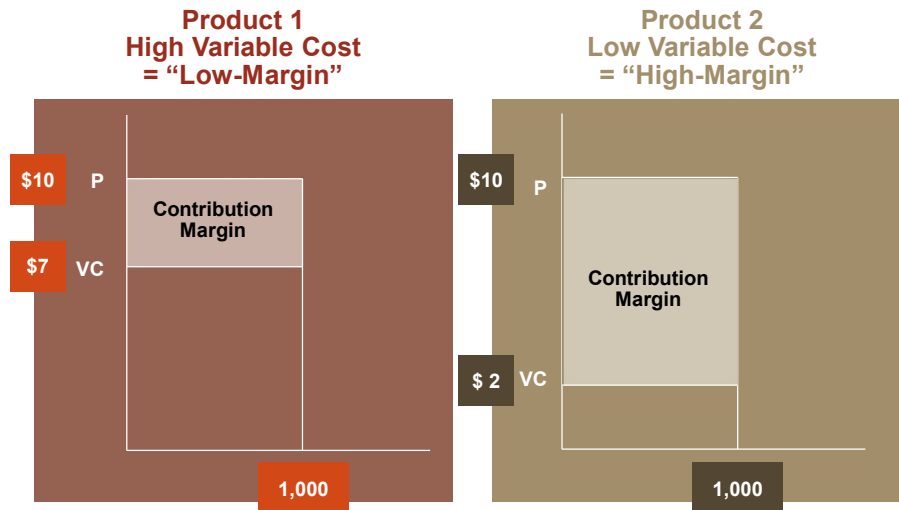 Product 1
High Variable Cost
= “Low-Margin”
$10
P
Contribution
Margin
$7
VC
1,000
Product 2
Low Variable Cost
= “High-Margin”
$10
P
Contribution
Margin
$ 2
VC
1,000